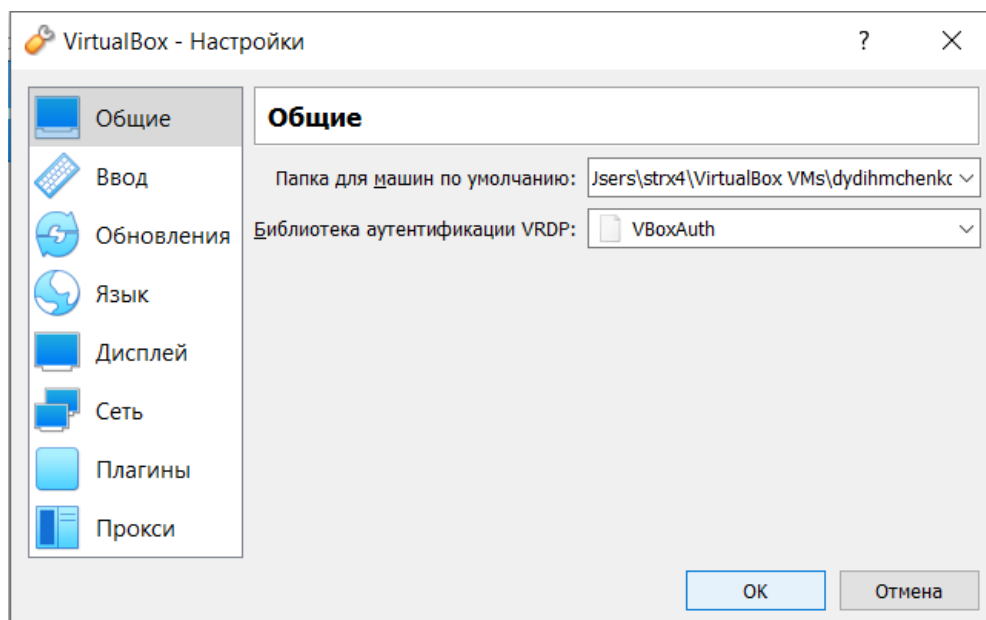 VirtualBox - Настройки
?
Общие
Ввод
Обновления
Язык
Дисплей
Сеть
Плагины
Прокси
Общие
Папка для машин по умолчанию: Jsers\strx4\VirtualBox VMs\dydihmchenkc
Библиотека аутентификации VRDP: VBoxAuth
OK
Отмена